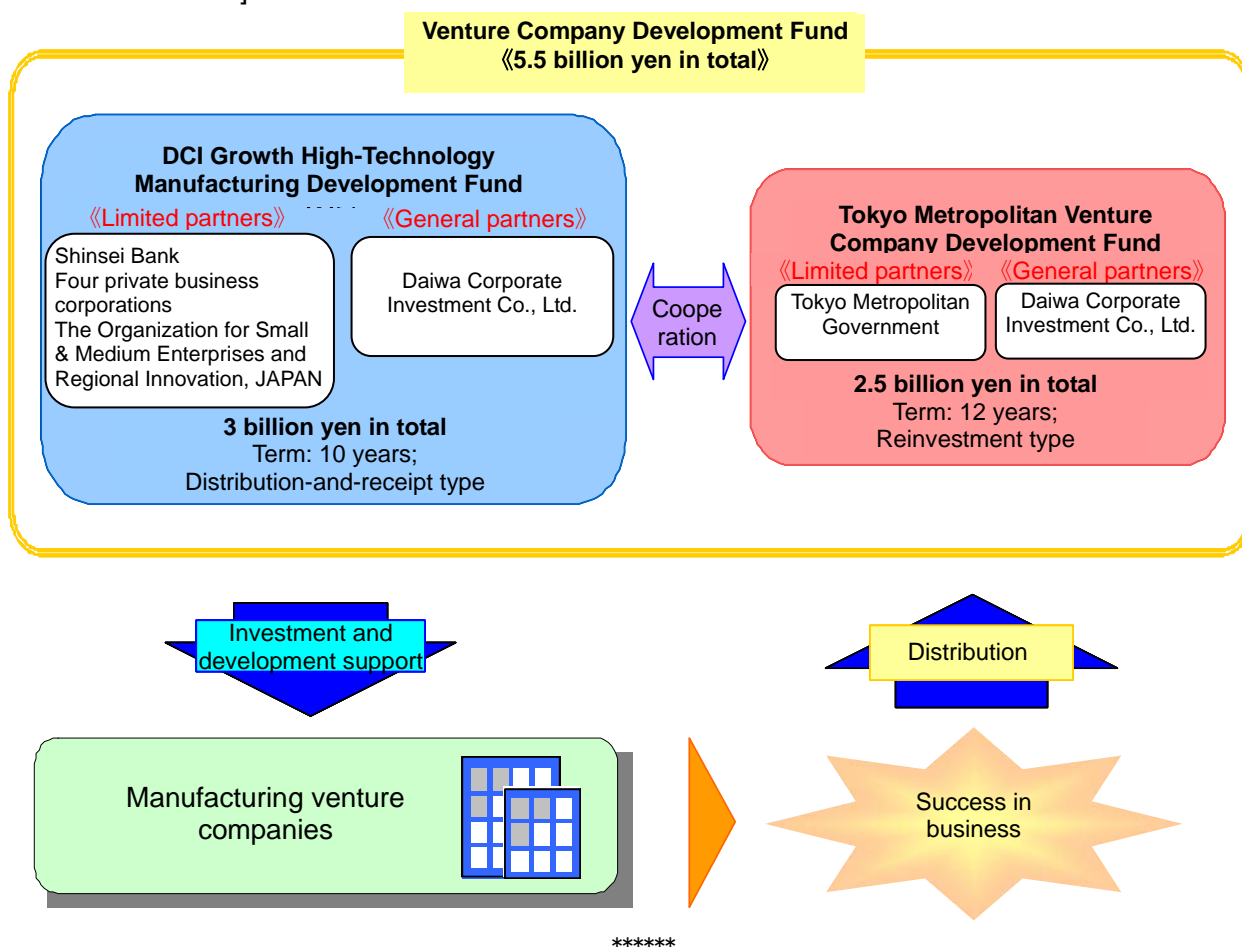 ]
Venture Company Development Fund
《5.5 billion yen in total》
DCI Growth High-Technology
Manufacturing Development Fund
《Limited partners》
《General partners》
Shinsei Bank
Four private business
corporations
The Organization for Small
& Medium Enterprises and
Regional Innovation, JAPAN
Daiwa Corporate
Investment Co., Ltd.
3 billion yen in total
Term: 10 years;
Distribution-and-receipt type
Coope
ration
Tokyo Metropolitan Venture
Company Development Fund
《Limited partners》
《General partners》
Tokyo Metropolitan
Government
Daiwa Corporate
Investment Co., Ltd.
2.5 billion yen in total
Term: 12 years;
Reinvestment type
Investment and
development support
Distribution
Manufacturing venture
companies
Success in
business
******